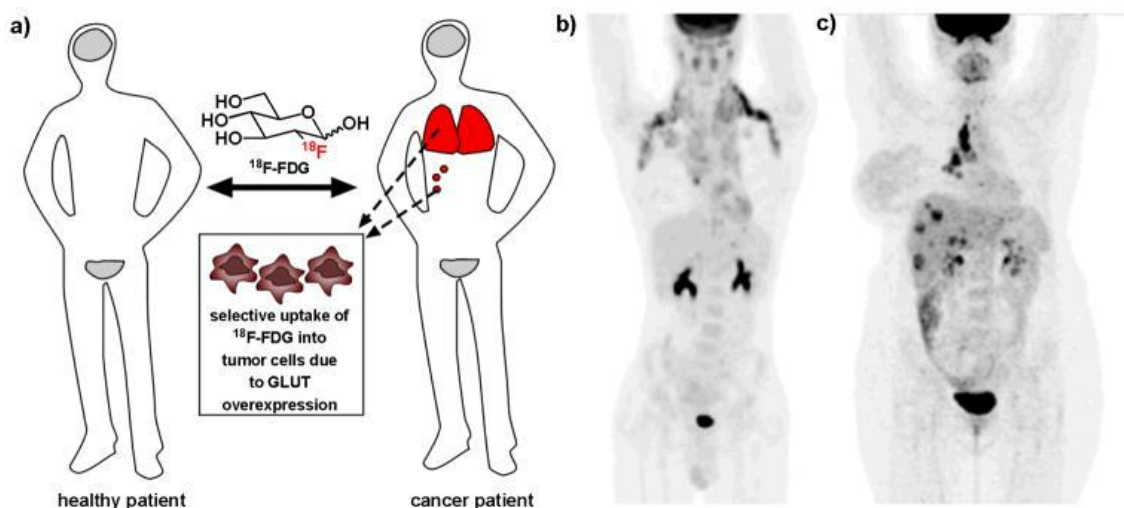 a)
b)
c)
HO
HO
HO
O
OH
18F
18F-FDG
selective uptake of
18F-FDG into
tumor cells due
to GLUT
overexpression
healthy patient
cancer patient